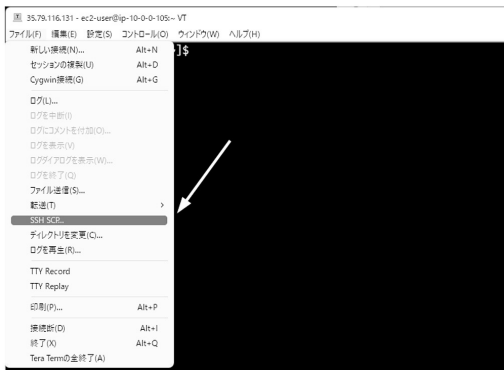 35.79.116.131 - ec2-user@ip-10-0-0-105:~ VT
ファイル(F) 編集(E) 設定(S) コントロール(O) ウィンドウ(W) ヘルプ(H)
新しい接続(N)... Alt+N
セッションの複製(U) Alt+D
Cygwin接続(G) Alt+G
ログ(L)...
ログを中断(I)
ログにコメントを付加(O)...
ログを表示(V)
ログダイアログを表示(W)...
ログを終了(Q)
ファイル送信(S)...
転送(T) >
SSH SCP...
ディレクトリを変更(C)...
ログを再生(R)...
TTY Record
TTY Replay
印刷(P)... Alt+P
接続断(D) Alt+I
終了(X) Alt+Q
Tera Termの全終了(A)
]$